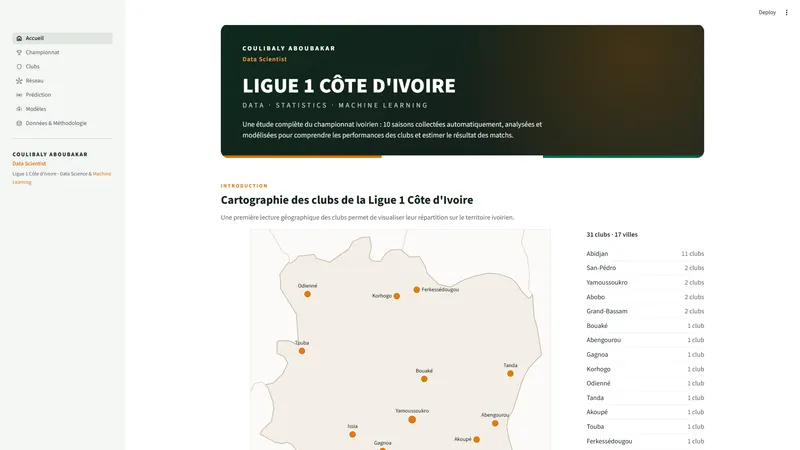 Deploy
Accueil
Championnat
Clubs
Réseau
Prédiction
Modèles
Données & Méthodologie
COULIBALY ABOUBAKAR
Data Scientist
Ligue 1 Côte d'Ivoire - Data Science & Machine
Learning
COULIBALY ABOUBAKAR
Data Scientist
LIGUE 1 CÔTE D'IVOIRE
DATA · STATISTICS · MACHINE LEARNING
Une étude complète du championnat ivoirien : 10 saisons collectées automatiquement, analysées et
modélisées pour comprendre les performances des clubs et estimer le résultat des matchs.
INTRODUCTION
Cartographie des clubs de la Ligue 1 Côte d'Ivoire
Une première lecture géographique des clubs permet de visualiser leur répartition sur le territoire ivoirien.
Odienné
Korhogo
Ferkessédougou
Touba
Bouaké
Tanda
Yamoussoukro
Abengourou
Issia
Akoupé
Gagnoa
31 clubs · 17 villes
Abidjan 11 clubs
San-Pédro 2 clubs
Yamoussoukro 2 clubs
Abobo 2 clubs
Grand-Bassam 2 clubs
Bouaké 1 club
Abengourou 1 club
Gagnoa 1 club
Korhogo 1 club
Odienné 1 club
Tanda 1 club
Akoupé 1 club
Touba 1 club
Ferkessédougou 1 club